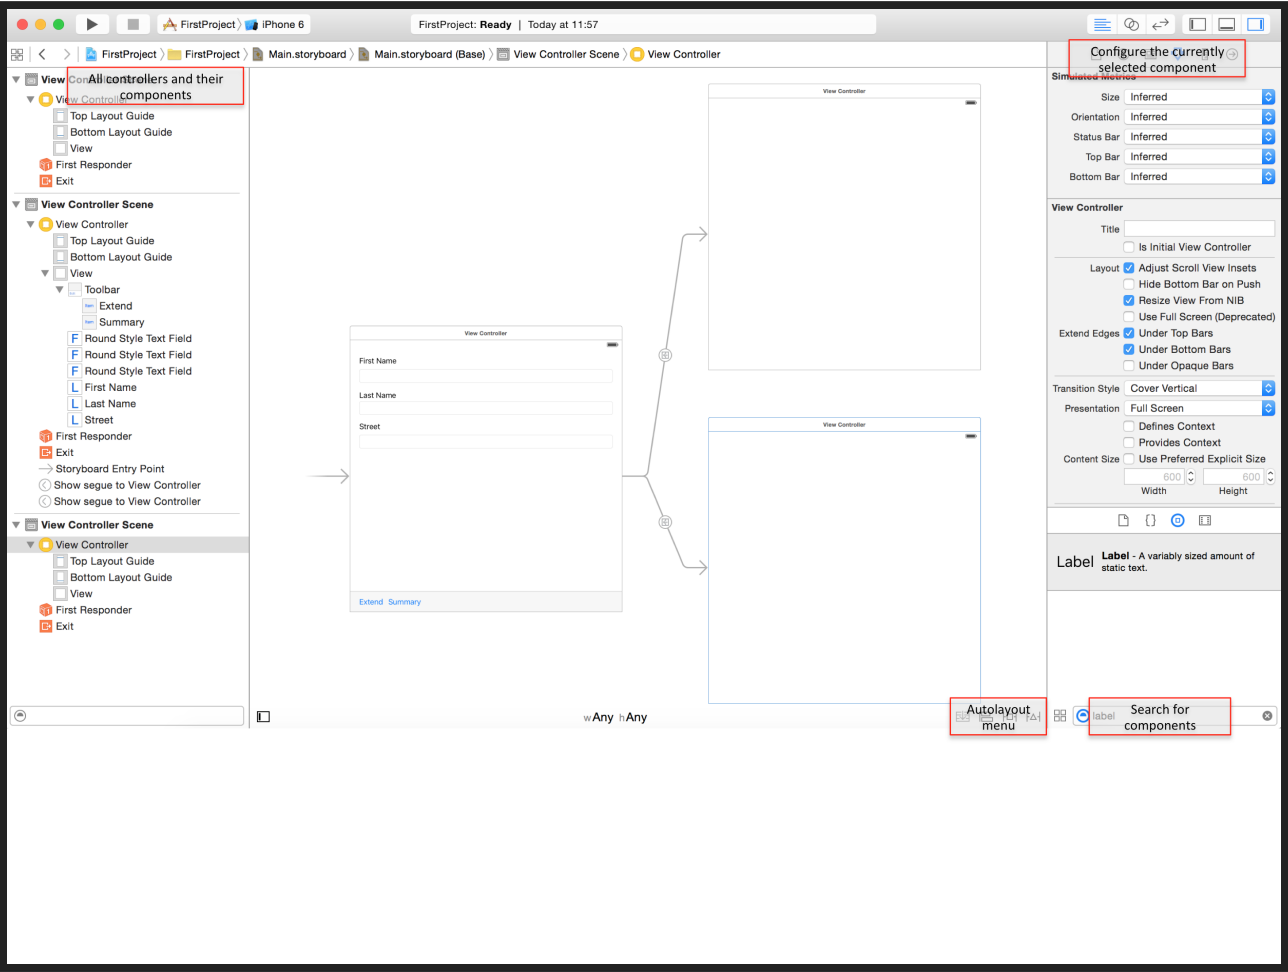 FirstProject iPhone 6
FirstProject: Ready | Today at 11:57
FirstProject FirstProject Main.storyboard Main.storyboard (Base) View Controller Scene View Controller
All controllers and their
components
View
View Controller
Top Layout Guide
Bottom Layout Guide
View
First Responder
Exit
View Controller Scene
View Controller
Top Layout Guide
Bottom Layout Guide
View
Toolbar
Extend
Summary
F Round Style Text Field
F Round Style Text Field
F Round Style Text Field
L First Name
L Last Name
L Street
First Responder
Exit
Storyboard Entry Point
Show segue to View Controller
Show segue to View Controller
View Controller Scene
View Controller
Top Layout Guide
Bottom Layout Guide
View
First Responder
Exit
View Controller
First Name
Last Name
Street
Extend Summary
View Controller
View Controller
wAny hAny
Autolayout
menu
Configure the currently
selected component
Simulated Metrics
Size Inferred
Orientation Inferred
Status Bar Inferred
Top Bar Inferred
Bottom Bar Inferred
View Controller
Title
Is Initial View Controller
Layout Adjust Scroll View Insets
Hide Bottom Bar on Push
Resize View From NIB
Use Full Screen (Deprecated)
Extend Edges Under Top Bars
Under Bottom Bars
Under Opaque Bars
Transition Style Cover Vertical
Presentation Full Screen
Defines Context
Provides Context
Content Size Use Preferred Explicit Size
600 600
Width Height
{}
Label Label - A variably sized amount of
static text.
label
Search for
components